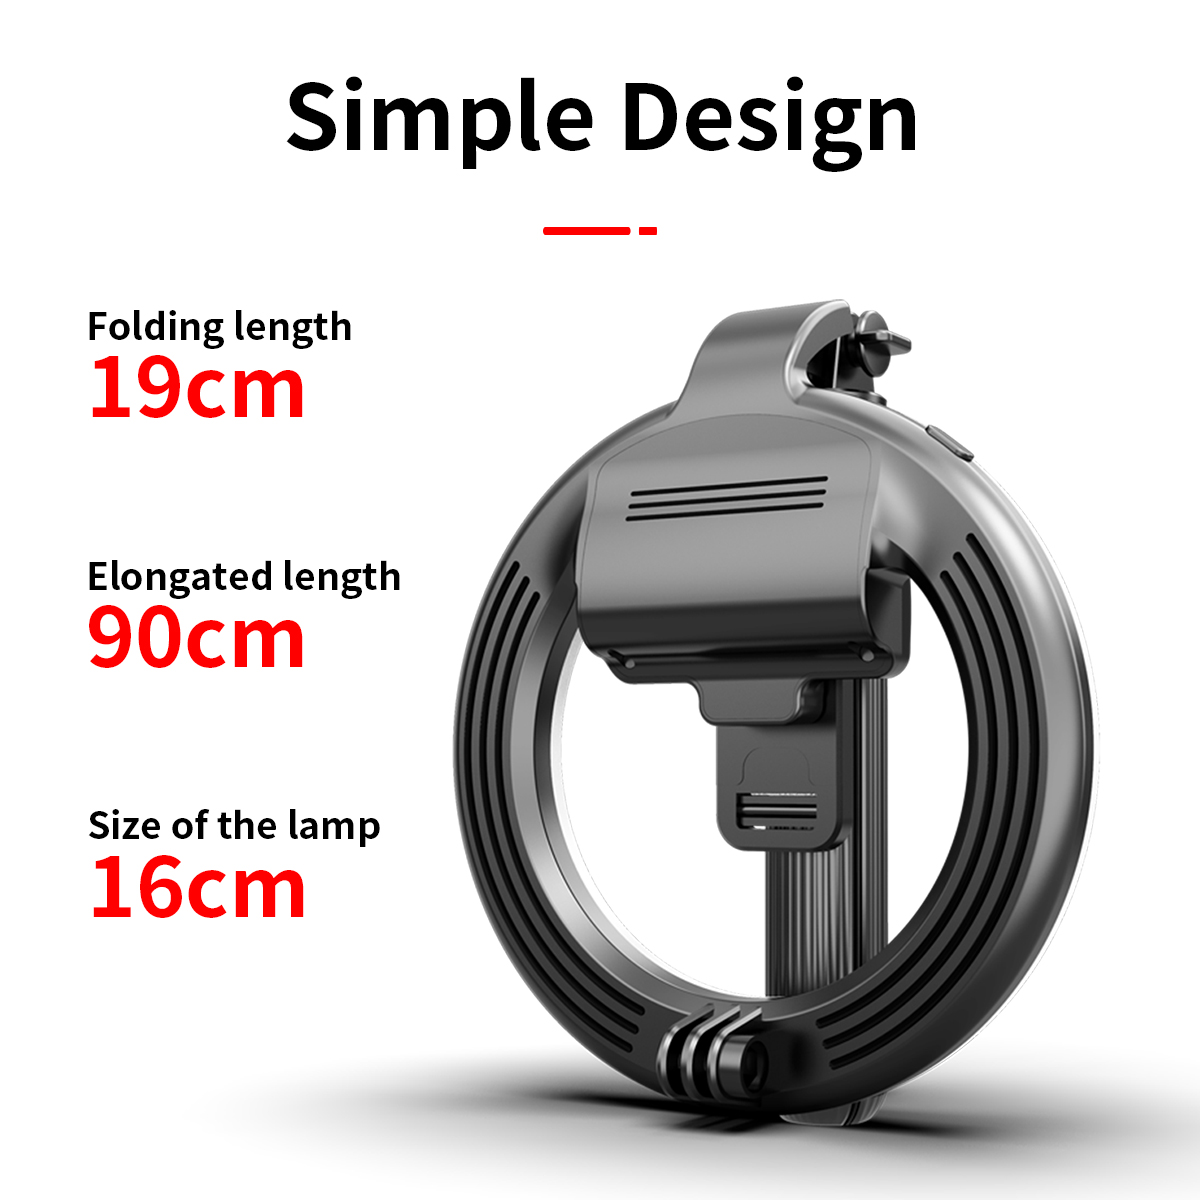 Simple Design
Folding length
19cm
Elongated length
90cm
Size of the lamp
16cm